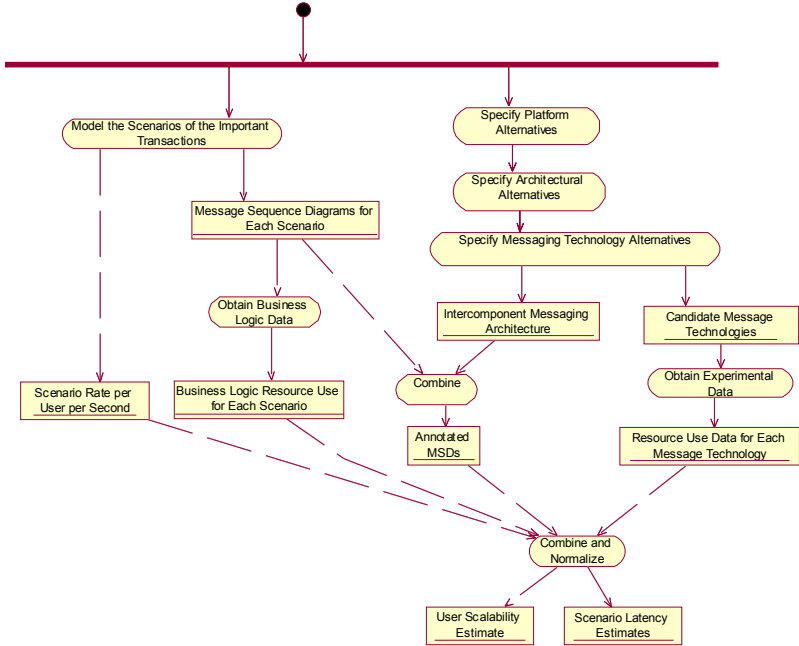 Model the Scenarios of the Important
Transactions
Specify Platform
Alternatives
Specify Architectural
Alternatives
Message Sequence Diagrams for
Each Scenario
Specify Messaging Technology Alternatives
Obtain Business
Logic Data
Intercomponent Messaging
Architecture
Candidate Message
Technologies
Scenario Rate per
User per Second
Business Logic Resource Use
for Each Scenario
Combine
Obtain Experimental
Data
Annotated
MSDs
Resource Use Data for Each
Message Technology
Combine and
Normalize
User Scalability
Estimate
Scenario Latency
Estimates